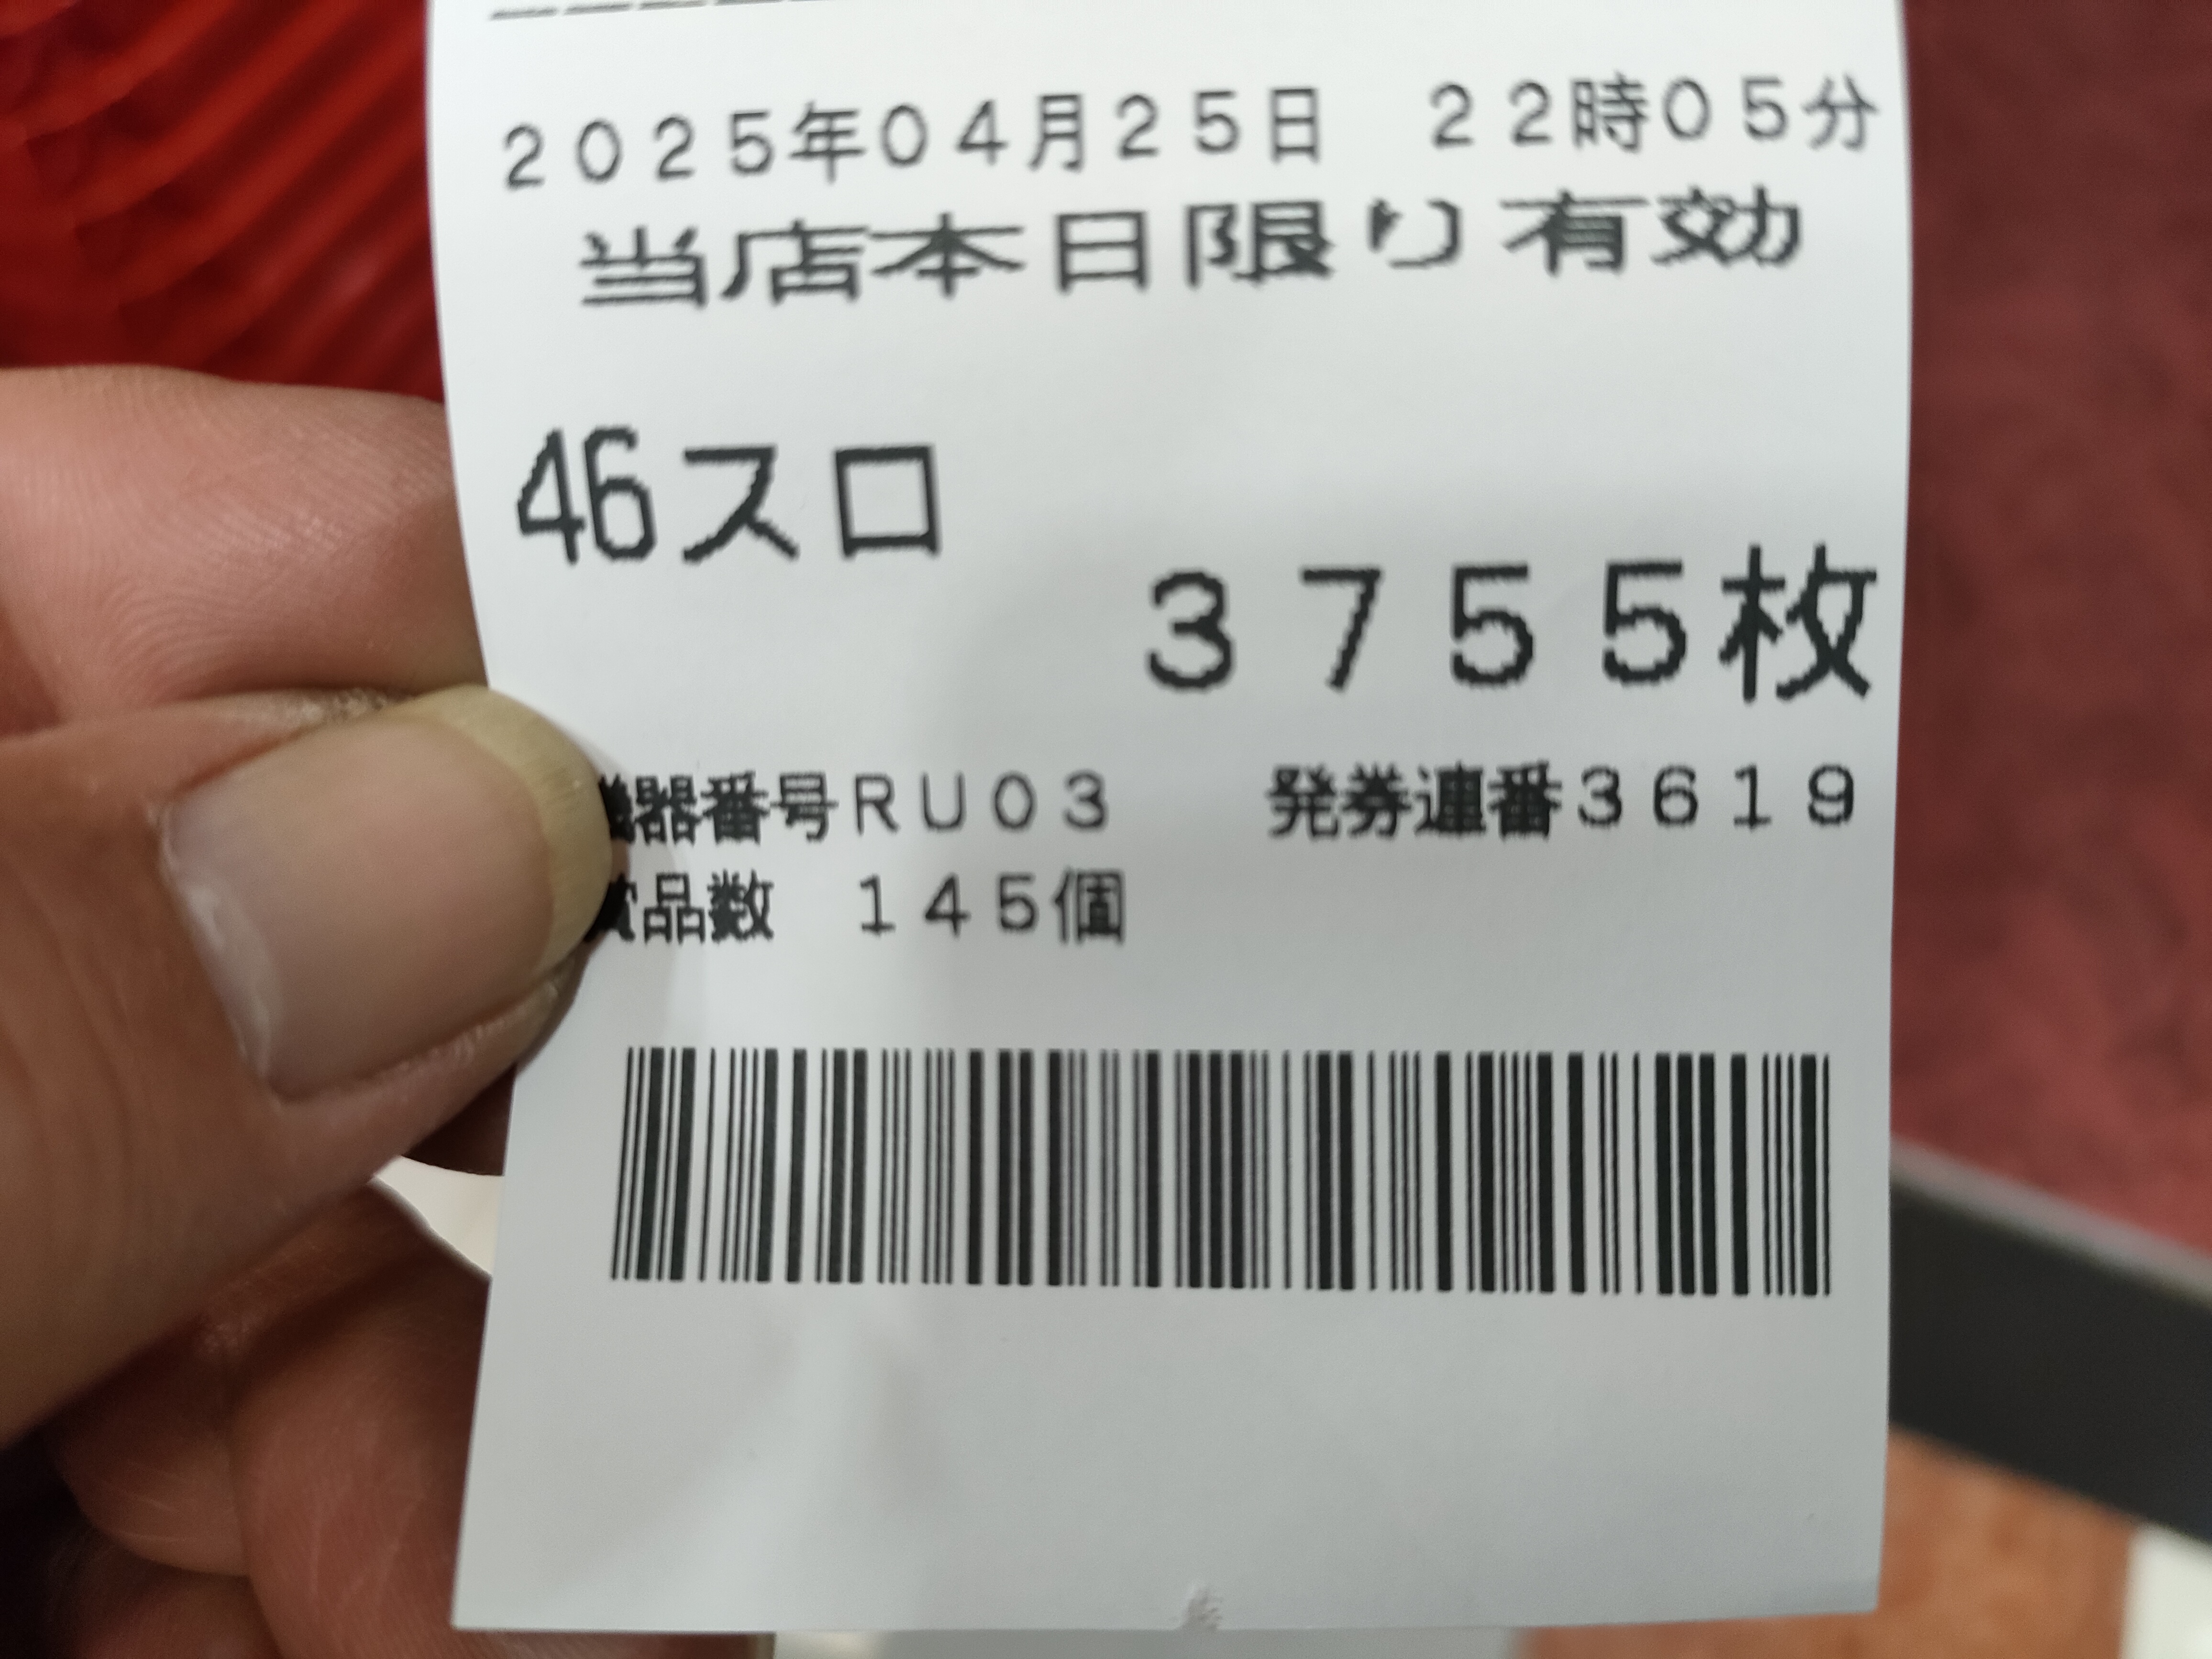 2025年04月25日 22時05分
当店本日限り有効
46スロ
3755枚
機器番号RU03 発券連番3619
賞品数 145個